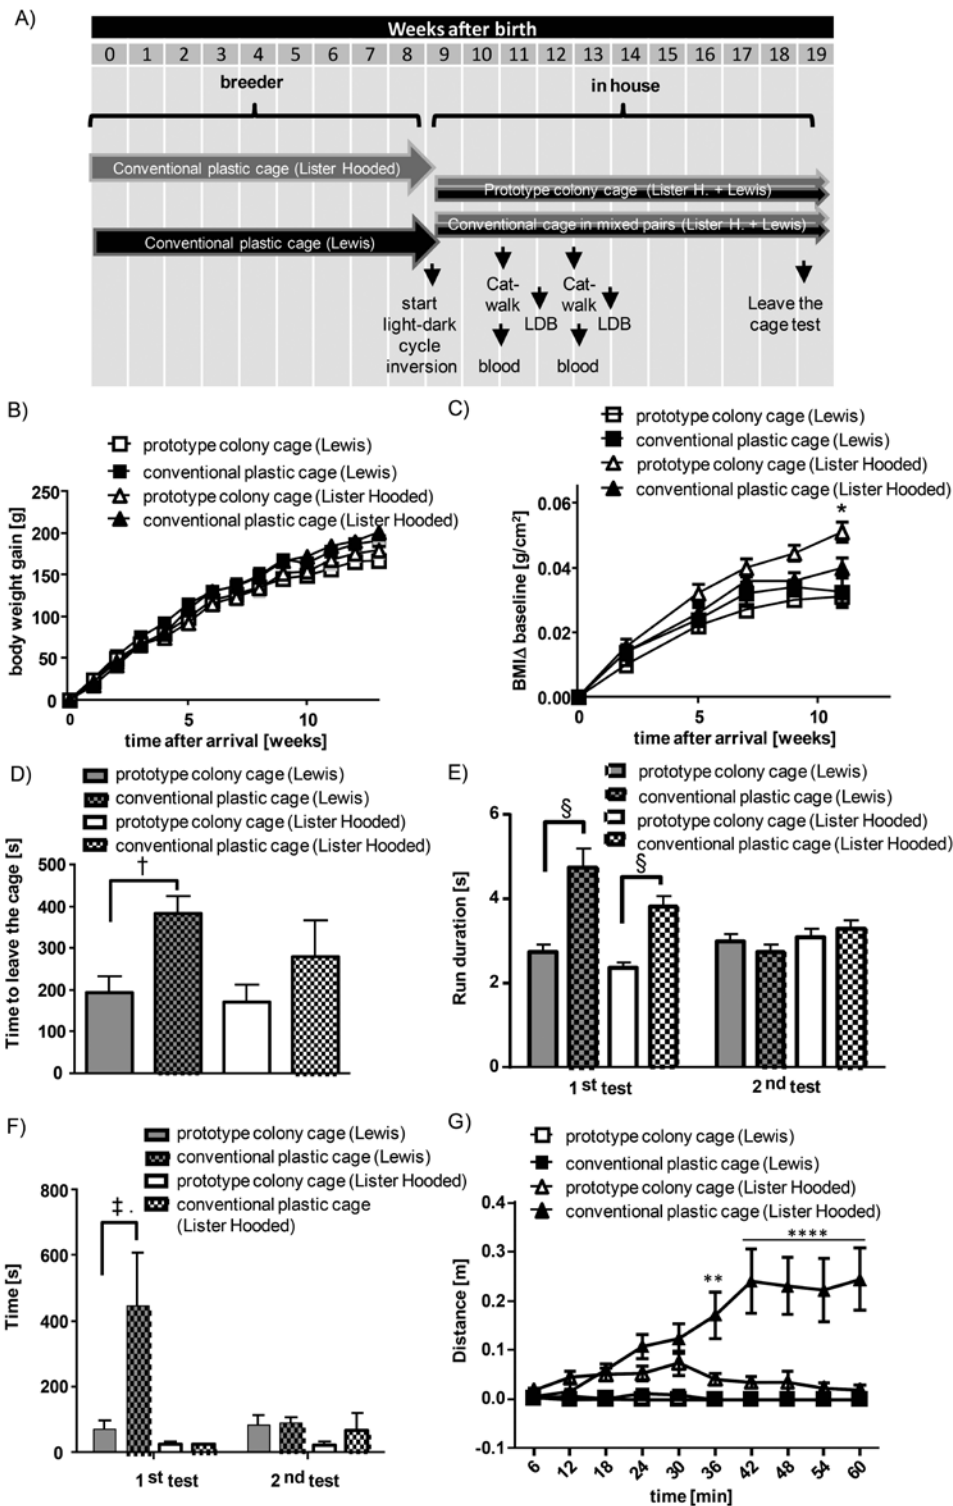 A)
Weeks after birth
0 1 2 3 4 5 6 7 8 9 10 11 12 13 14 15 16 17 18 19
breeder
in house
Conventional plastic cage (Lister Hooded)
Prototype colony cage (Lister H. + Lewis)
Conventional cage in mixed pairs (Lister H. + Lewis)
Conventional plastic cage (Lewis)
start
light-dark
cycle
inversion
Cat-
walk
LDB
blood
Cat-
walk
LDB
blood
Leave the
cage test
B)
prototype colony cage (Lewis)
conventional plastic cage (Lewis)
prototype colony cage (Lister Hooded)
conventional plastic cage (Lister Hooded)
body weight gain [g]
250
200
150
100
50
0
0 5 10
time after arrival [weeks]
C)
prototype colony cage (Lewis)
conventional plastic cage (Lewis)
prototype colony cage (Lister Hooded)
conventional plastic cage (Lister Hooded)
BMIΔ baseline [g/cm²]
0.06
0.04
0.02
0.00
*
0 5 10
time after arrival [weeks]
D)
prototype colony cage (Lewis)
conventional plastic cage (Lewis)
prototype colony cage (Lister Hooded)
conventional plastic cage (Lister Hooded)
Time to leave the cage [s]
500
400
300
200
100
0
†
E)
prototype colony cage (Lewis)
conventional plastic cage (Lewis)
prototype colony cage (Lister Hooded)
conventional plastic cage (Lister Hooded)
Run duration [s]
6
4
2
0
§
§
1st test 2nd test
F)
prototype colony cage (Lewis)
conventional plastic cage (Lewis)
prototype colony cage (Lister Hooded)
conventional plastic cage
(Lister Hooded)
Time [s]
800
600
400
200
0
‡ .
1st test 2nd test
G)
prototype colony cage (Lewis)
conventional plastic cage (Lewis)
prototype colony cage (Lister Hooded)
conventional plastic cage (Lister Hooded)
Distance [m]
0.4
0.3
0.2
0.1
0.0
-0.1
**
****
6 12 18 24 30 36 42 48 54 60
time [min]